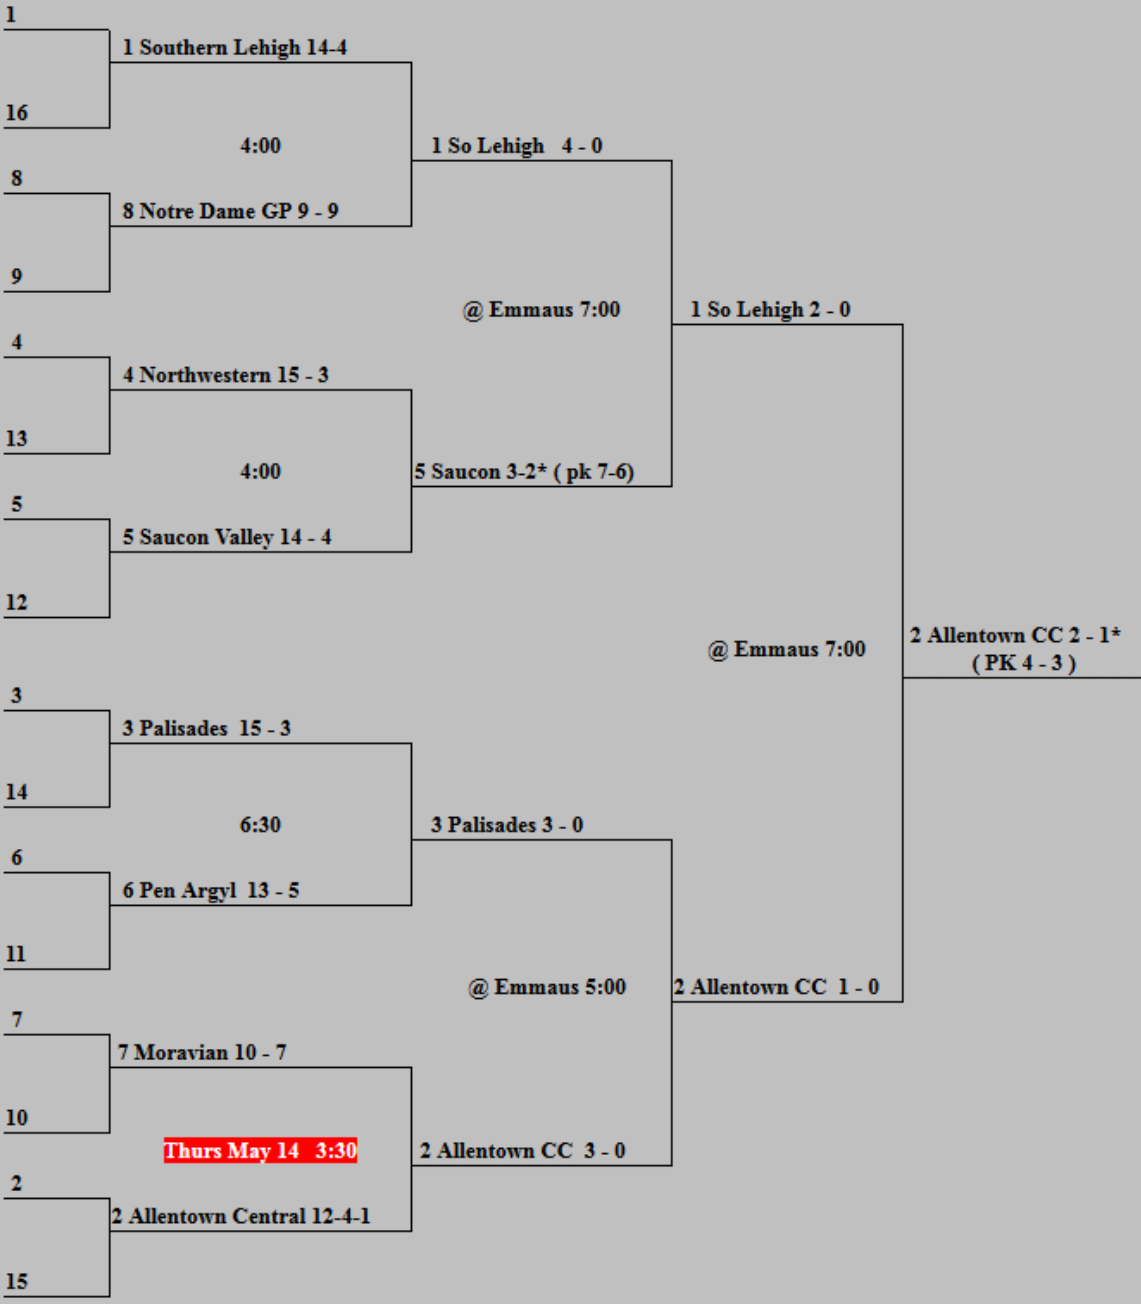 1
1 Southern Lehigh 14-4
16
4:00
1 So Lehigh 4 - 0
8
8 Notre Dame GP 9 - 9
9
@ Emmaus 7:00
1 So Lehigh 2 - 0
4
4 Northwestern 15 - 3
13
4:00
5 Saucon 3-2* ( pk 7-6)
5
5 Saucon Valley 14 - 4
12
@ Emmaus 7:00
2 Allentown CC 2 - 1*
( PK 4 - 3 )
3
3 Palisades 15 - 3
14
6:30
3 Palisades 3 - 0
6
6 Pen Argyl 13 - 5
11
@ Emmaus 5:00
2 Allentown CC 1 - 0
7
7 Moravian 10 - 7
10
Thurs May 14 3:30
2 Allentown CC 3 - 0
2
2 Allentown Central 12-4-1
15